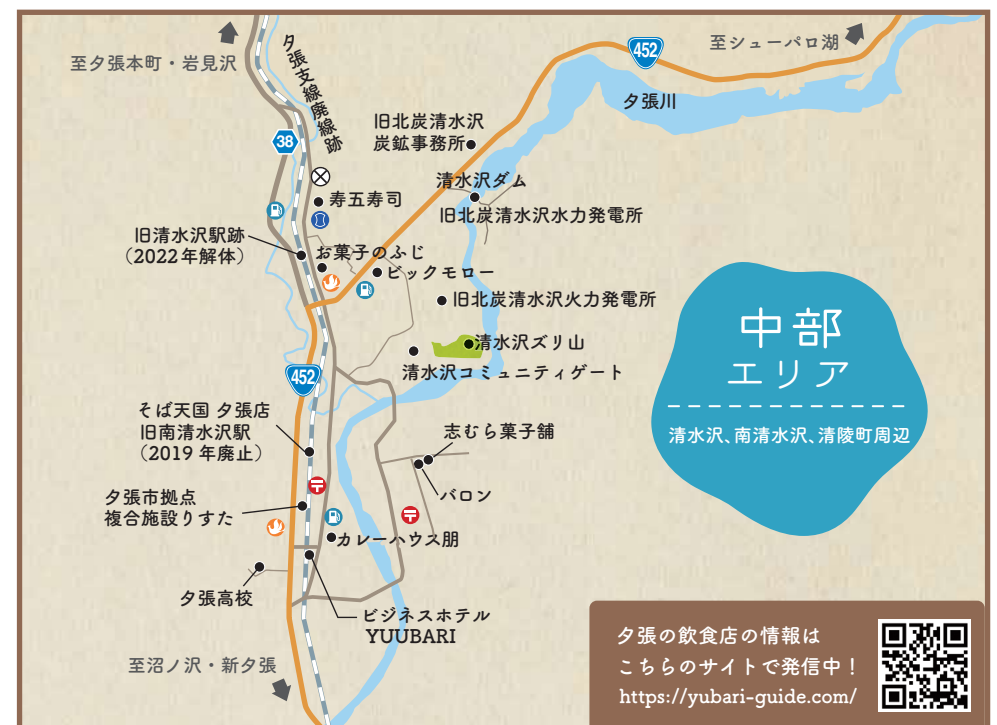 至夕張本町・岩見沢
夕張支線廃線跡
452
至シューパロ湖
夕張川
38
旧北炭清水沢
炭鉱事務所
清水沢ダム
旧北炭清水沢水力発電所
寿五寿司
旧清水沢駅跡
（2022年解体）
お菓子のふじ
ビックモロー
旧北炭清水沢火力発電所
清水沢ズリ山
清水沢コミュニティゲート
452
中部
エリア
清水沢、南清水沢、清陵町周辺
そば天国 夕張店
旧南清水沢駅
（2019 年廃止）
志むら菓子舗
バロン
夕張市拠点
複合施設りすた
カレーハウス朋
夕張高校
ビジネスホテル
YUUBARI
至沼ノ沢・新夕張
夕張の飲食店の情報は
こちらのサイトで発信中！
https://yubari-guide.com/